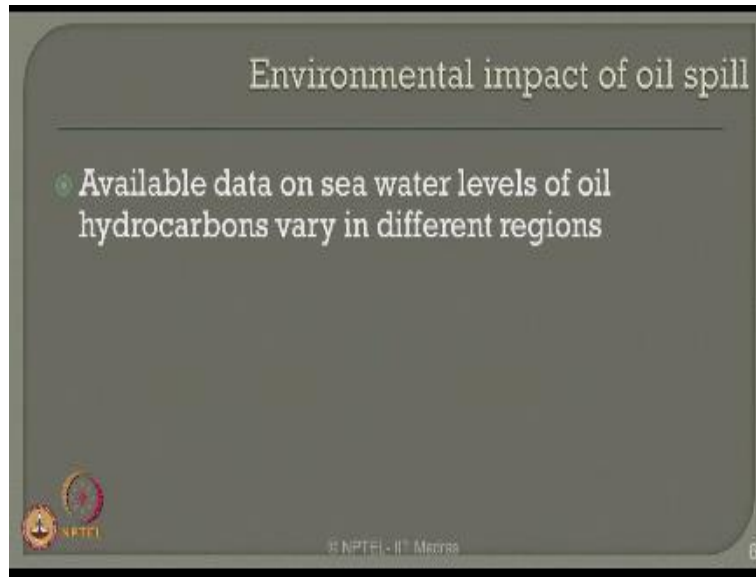 Environmental impact of oil spill
Available data on sea water levels of oil
hydrocarbons vary in different regions
NPTEL
© NPTEL - IIT Madras
6